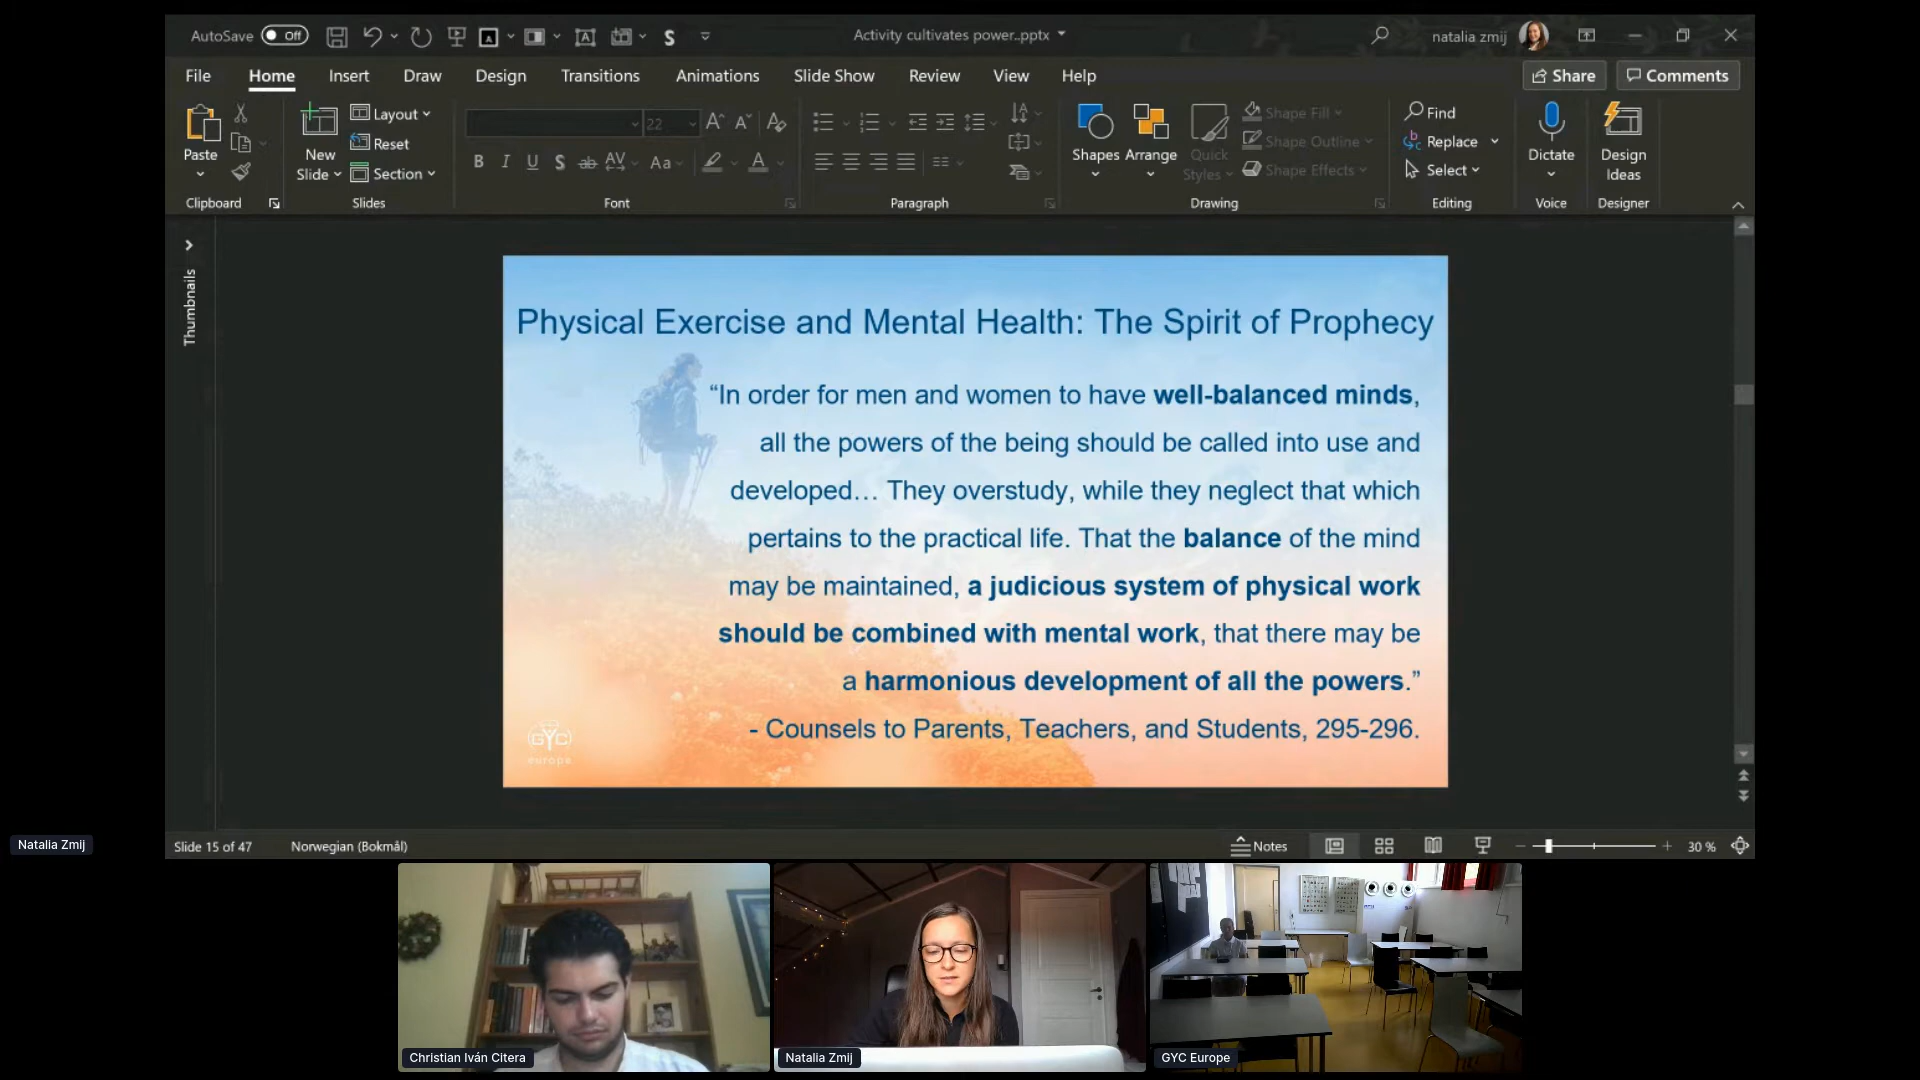 AutoSave Off
Activity cultivates power..pptx
natalia zmij
File Home Insert Draw Design Transitions Animations Slide Show Review View Help
Share Comments
Paste
New
Slide
Layout
Reset
Section
22
Shapes
Arrange
Quick
Styles
Shape Fill
Shape Outline
Shape Effects
Find
Replace
Select
Dictate
Design
Ideas
Clipboard Slides Font Paragraph Drawing Editing Voice Designer
Thumbnails
Physical Exercise and Mental Health: The Spirit of Prophecy
“In order for men and women to have well-balanced minds,
all the powers of the being should be called into use and
developed… They overstudy, while they neglect that which
pertains to the practical life. That the balance of the mind
may be maintained, a judicious system of physical work
should be combined with mental work, that there may be
a harmonious development of all the powers.”
- Counsels to Parents, Teachers, and Students, 295-296.
GYC
europe
Natalia Zmij
Slide 15 of 47 Norwegian (Bokmål) Notes 30 %
Christian Iván Citera
Natalia Zmij
GYC Europe